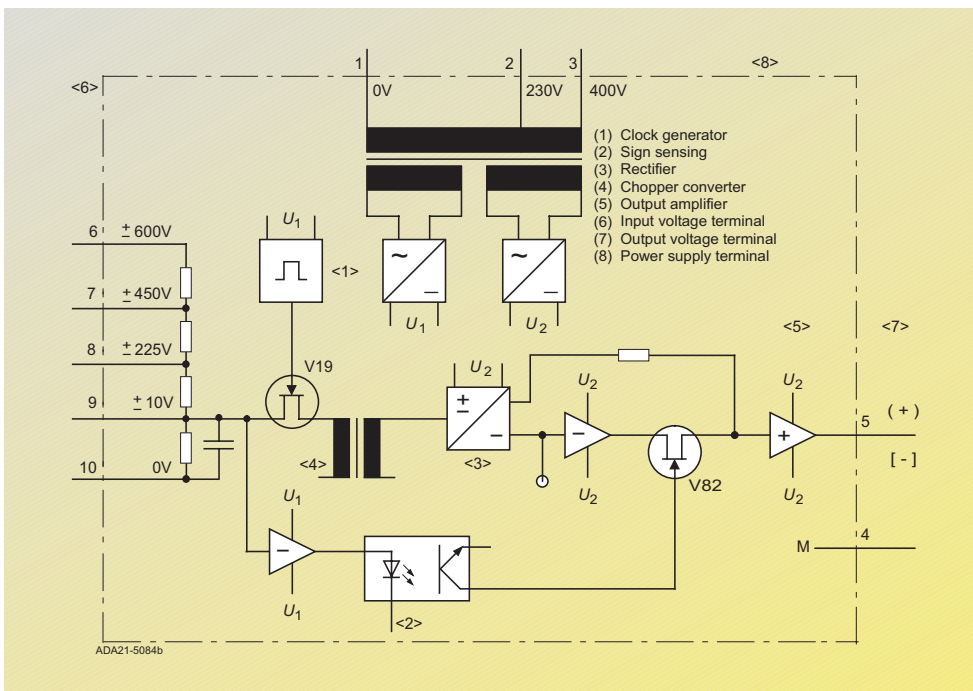 1 2 3 <8>
<6> 0V 230V 400V
(1) Clock generator
(2) Sign sensing
(3) Rectifier
(4) Chopper converter
(5) Output amplifier
(6) Input voltage terminal
(7) Output voltage terminal
(8) Power supply terminal
6 ± 600V U1 <1> ~ – ~ –
7 ± 450V U1 U2
8 ± 225V V19 U2 <5> <7>
9 ± 10V ± – U2 – U2 + 5 ( + )
10 0V <4> <3> U2 V82 U2 [ - ]
U1 – M 4
U1 <2>
ADA21-5084b